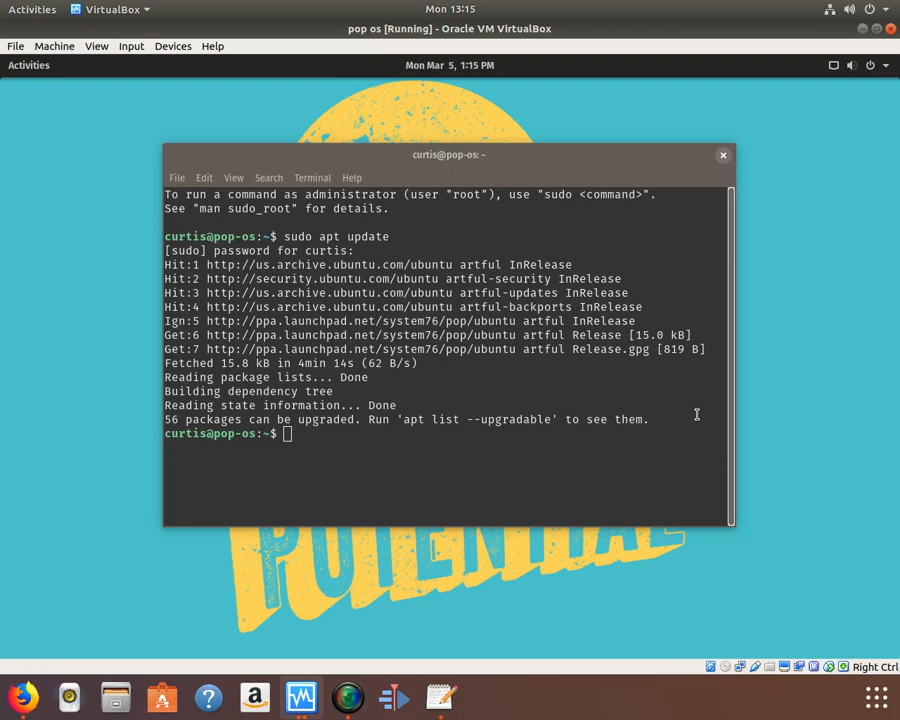 Activities VirtualBox Mon 13:15
pop os [Running] - Oracle VM VirtualBox
File Machine View Input Devices Help
Activities Mon Mar 5, 1:15 PM
curtis@pop-os: ~
File Edit View Search Terminal Help
To run a command as administrator (user "root"), use "sudo <command>".
See "man sudo_root" for details.
curtis@pop-os:~$ sudo apt update
[sudo] password for curtis:
Hit:1 http://us.archive.ubuntu.com/ubuntu artful InRelease
Hit:2 http://security.ubuntu.com/ubuntu artful-security InRelease
Hit:3 http://us.archive.ubuntu.com/ubuntu artful-updates InRelease
Hit:4 http://us.archive.ubuntu.com/ubuntu artful-backports InRelease
Ign:5 http://ppa.launchpad.net/system76/pop/ubuntu artful InRelease
Get:6 http://ppa.launchpad.net/system76/pop/ubuntu artful Release [15.0 kB]
Get:7 http://ppa.launchpad.net/system76/pop/ubuntu artful Release.gpg [819 B]
Fetched 15.8 kB in 4min 14s (62 B/s)
Reading package lists... Done
Building dependency tree
Reading state information... Done
56 packages can be upgraded. Run 'apt list --upgradable' to see them.
curtis@pop-os:~$
POTENTIAL
Right Ctrl